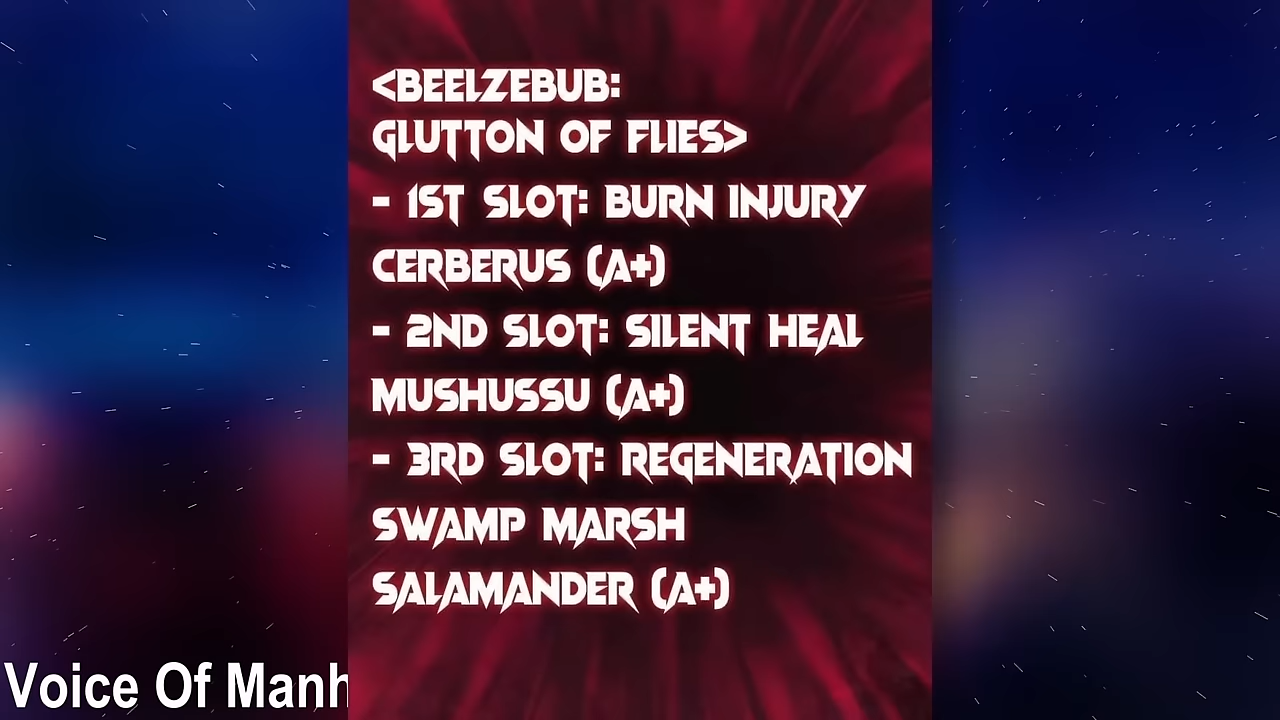 <BEELZEBUB:
GLUTTON OF FLIES>
- 1ST SLOT: BURN INJURY
CERBERUS (A+)
- 2ND SLOT: SILENT HEAL
MUSHUSSU (A+)
- 3RD SLOT: REGENERATION
SWAMP MARSH
SALAMANDER (A+)
Voice Of Manh